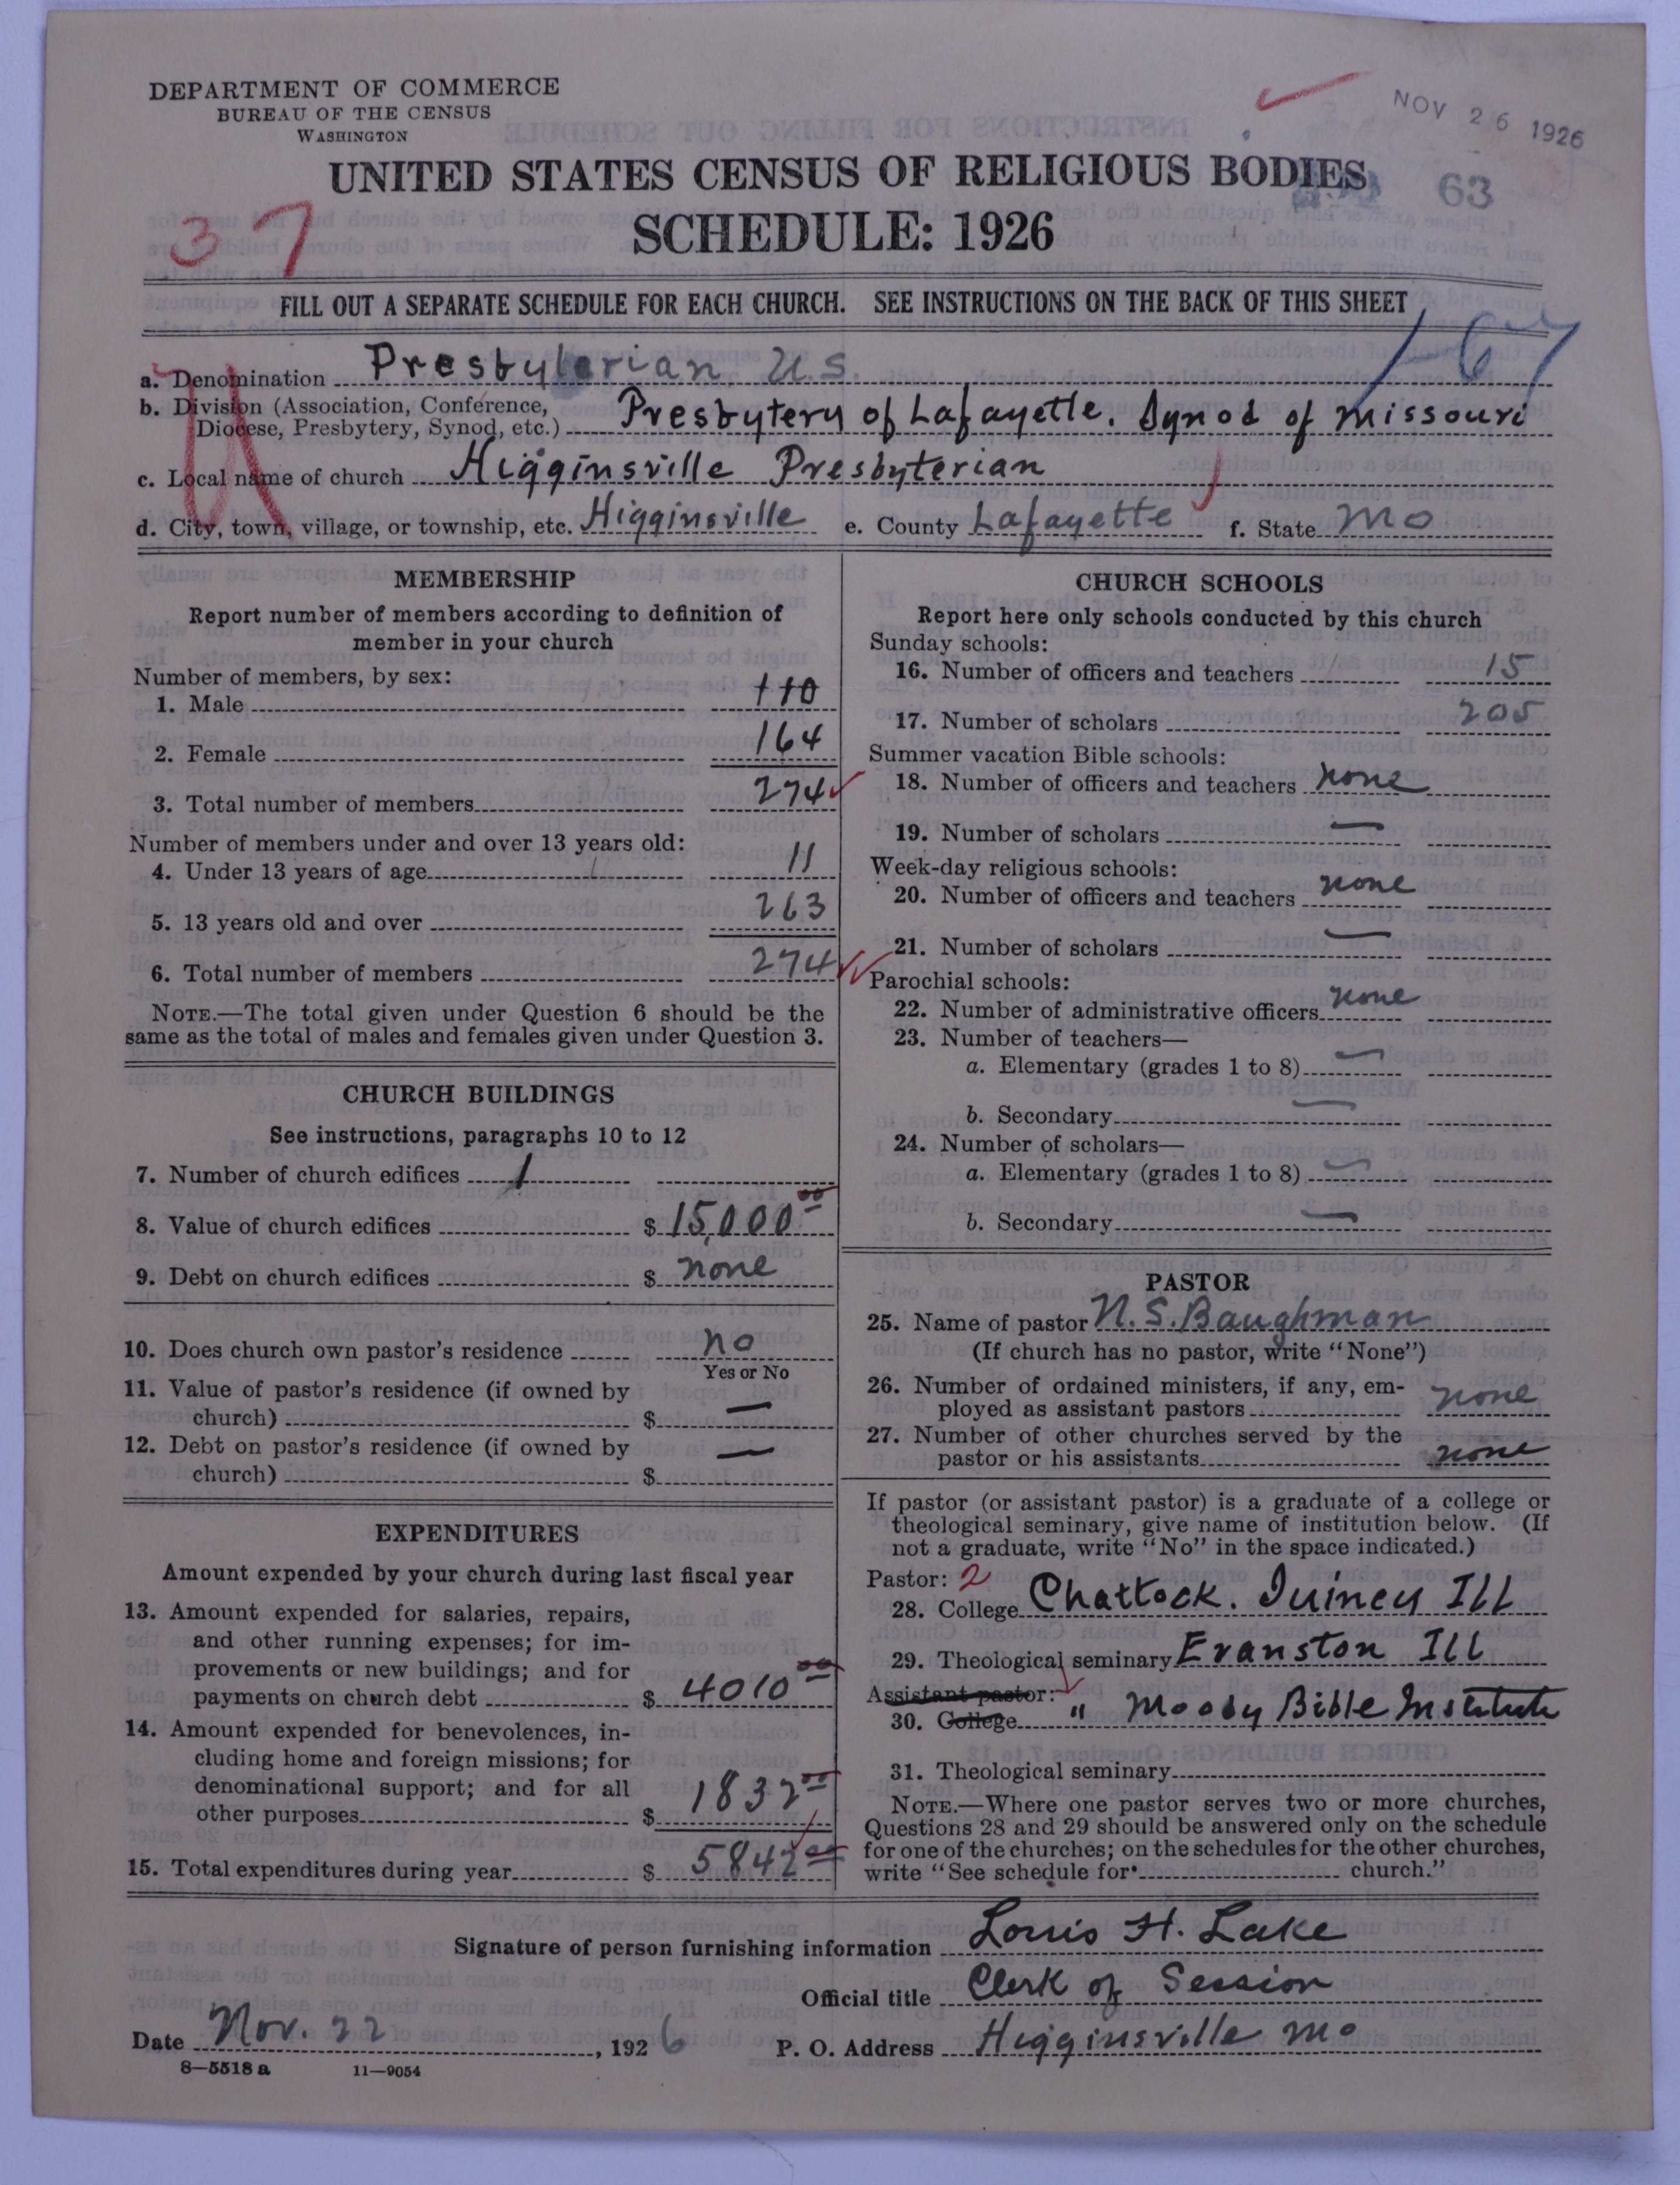 DEPARTMENT OF COMMERCE
BUREAU OF THE CENSUS
WASHINGTON
NOV 26 1926
UNITED STATES CENSUS OF RELIGIOUS BODIES
63
SCHEDULE: 1926
37
FILL OUT A SEPARATE SCHEDULE FOR EACH CHURCH. SEE INSTRUCTIONS ON THE BACK OF THIS SHEET
a. Denomination Presbyterian U.S.
b. Division (Association, Conference, Diocese, Presbytery, Synod, etc.) Presbytery of Lafayette. Synod of Missouri
c. Local name of church Higginsville Presbyterian
d. City, town, village, or township, etc. Higginsville e. County Lafayette f. State Mo
MEMBERSHIP
Report number of members according to definition of
member in your church
Number of members, by sex:
1. Male 110
2. Female 164
3. Total number of members 274
Number of members under and over 13 years old:
4. Under 13 years of age 11
5. 13 years old and over 263
6. Total number of members 274
NOTE.—The total given under Question 6 should be the
same as the total of males and females given under Question 3.
CHURCH BUILDINGS
See instructions, paragraphs 10 to 12
7. Number of church edifices 1
8. Value of church edifices $ 15,000 00
9. Debt on church edifices $ none
10. Does church own pastor's residence no
Yes or No
11. Value of pastor's residence (if owned by
church) $ —
12. Debt on pastor's residence (if owned by
church) $ —
EXPENDITURES
Amount expended by your church during last fiscal year
13. Amount expended for salaries, repairs,
and other running expenses; for im-
provements or new buildings; and for
payments on church debt $ 4010 00
14. Amount expended for benevolences, in-
cluding home and foreign missions; for
denominational support; and for all
other purposes $ 1832 00
15. Total expenditures during year $ 5842 00
CHURCH SCHOOLS
Report here only schools conducted by this church
Sunday schools:
16. Number of officers and teachers 15
17. Number of scholars 205
Summer vacation Bible schools:
18. Number of officers and teachers none
19. Number of scholars —
Week-day religious schools:
20. Number of officers and teachers none
21. Number of scholars —
Parochial schools:
22. Number of administrative officers none
23. Number of teachers—
a. Elementary (grades 1 to 8) —
b. Secondary —
24. Number of scholars—
a. Elementary (grades 1 to 8) —
b. Secondary —
PASTOR
25. Name of pastor N. S. Baughman
(If church has no pastor, write "None")
26. Number of ordained ministers, if any, em-
ployed as assistant pastors none
27. Number of other churches served by the
pastor or his assistants none
If pastor (or assistant pastor) is a graduate of a college or
theological seminary, give name of institution below. (If
not a graduate, write "No" in the space indicated.)
Pastor: 2
28. College Chattock. Quincy Ill
29. Theological seminary Evanston Ill
Assistant pastor:
30. College " Moody Bible Institute
31. Theological seminary
NOTE.—Where one pastor serves two or more churches,
Questions 28 and 29 should be answered only on the schedule
for one of the churches; on the schedules for the other churches,
write "See schedule for church."
Signature of person furnishing information Louis H. Lake
Official title Clerk of Session
Date Nov. 22, 1926 P. O. Address Higginsville Mo
8—5518 a 11—9054